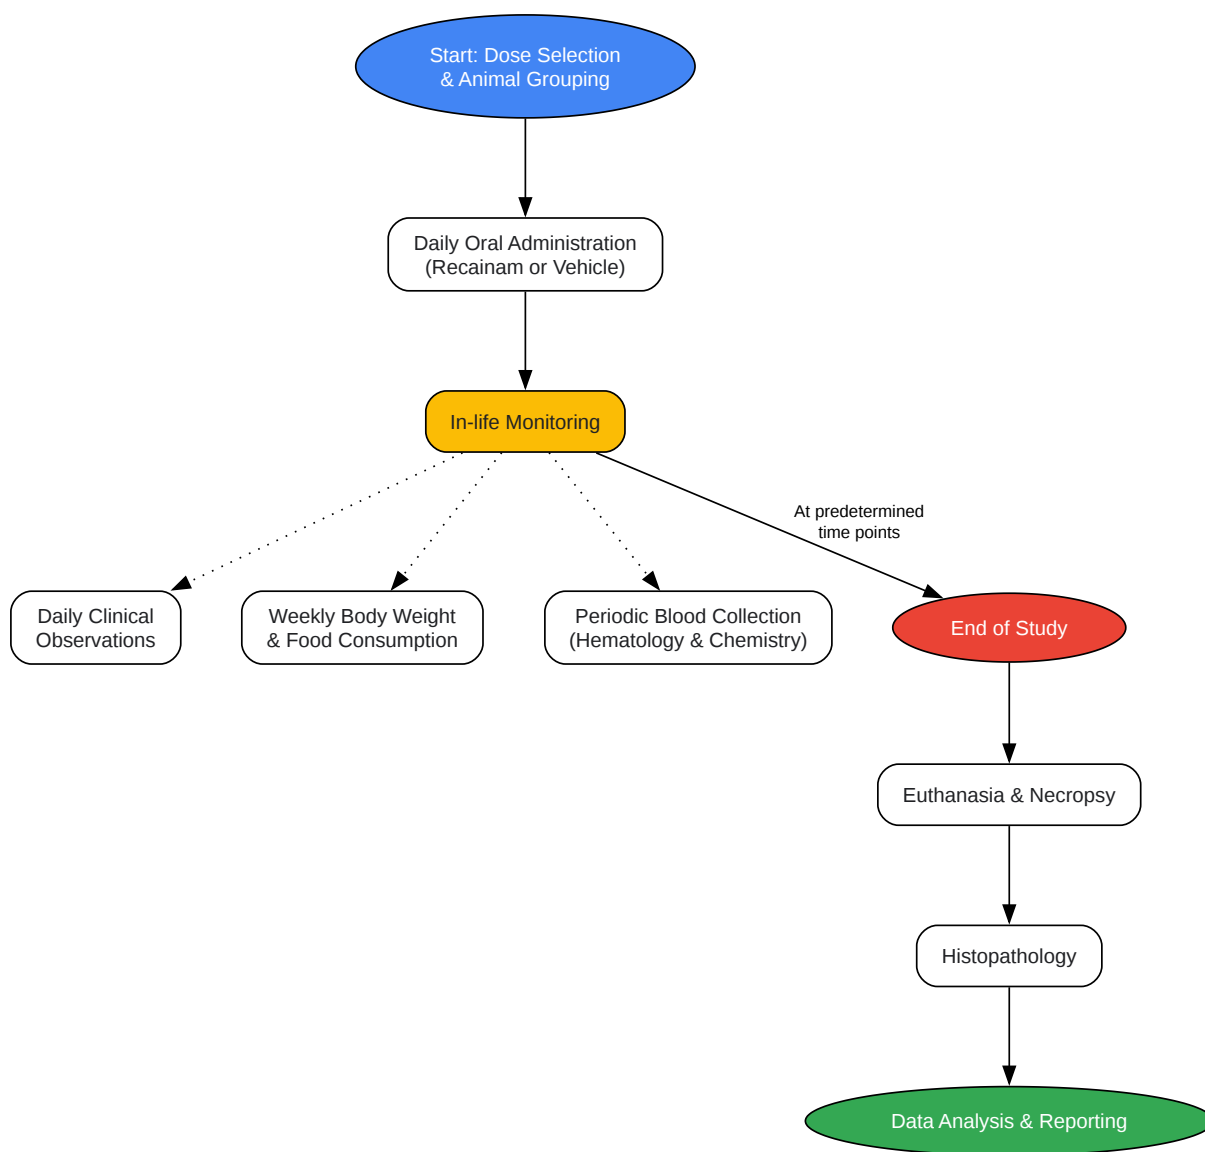 Start: Dose Selection
& Animal Grouping
Daily Oral Administration
(Recainam or Vehicle)
In-life Monitoring
At predetermined
time points
Daily Clinical
Observations
Weekly Body Weight
& Food Consumption
Periodic Blood Collection
(Hematology & Chemistry)
End of Study
Euthanasia & Necropsy
Histopathology
Data Analysis & Reporting